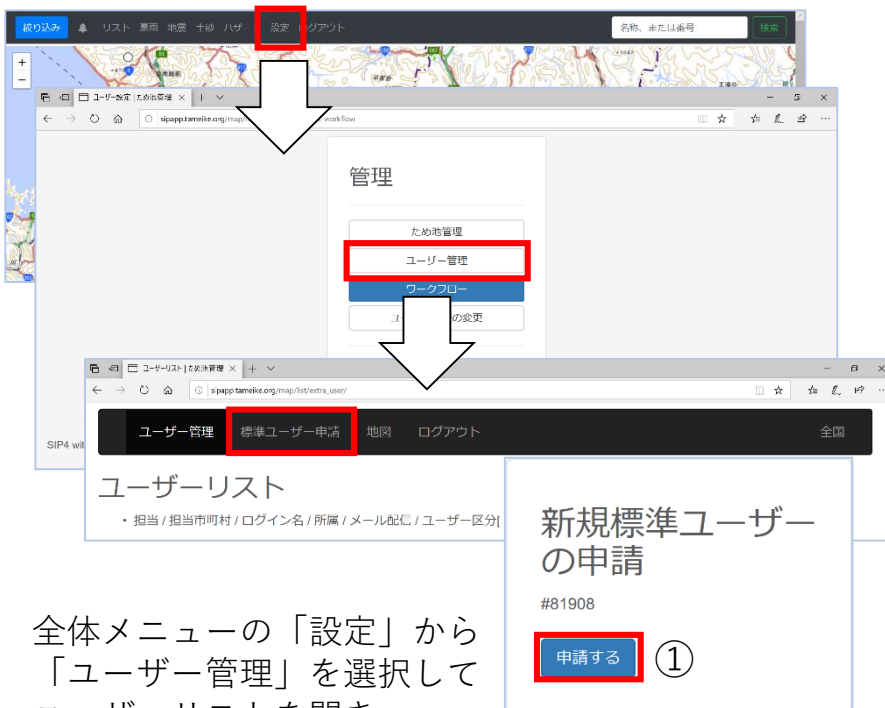 絞り込み リスト 豪雨 地震 土砂 ハザ 設定 ログアウト 名称、または番号 検索
ユーザー設定 | ため池管理
sipapp.tameike.org/map/ workflow
管理
ため池管理
ユーザー管理
ワークフロー
の変更
ユーザーリスト | ため池管理
sipapp.tameike.org/map/list/extra_user/
ユーザー管理 標準ユーザー申請 地図 ログアウト 全国
SIP4 wit
ユーザーリスト
・担当 / 担当市町村 / ログイン名 / 所属 / メール配信 / ユーザー区分[
新規標準ユーザー
の申請
#81908
申請する ①
全体メニューの「設定」から
「ユーザー管理」を選択して